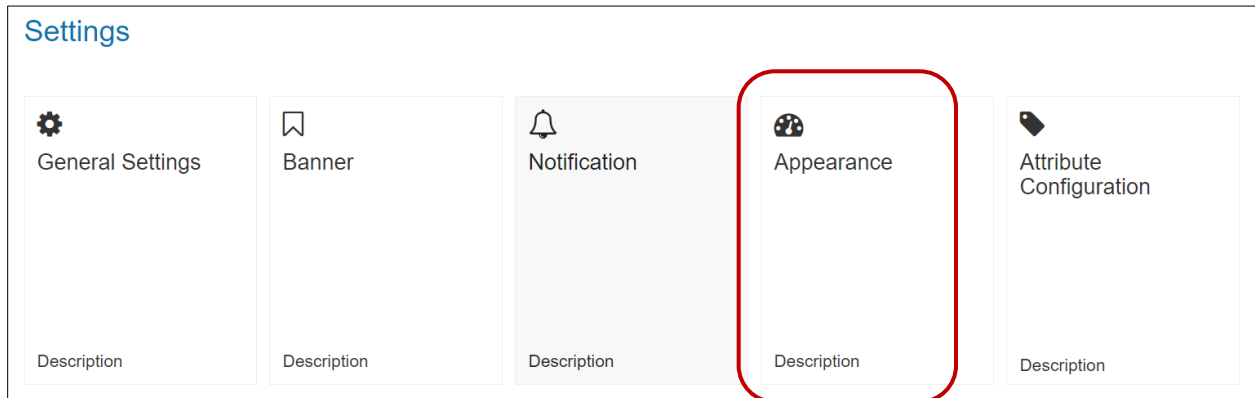 Settings
General Settings
Banner
Notification
Appearance
Attribute
Configuration
Description
Description
Description
Description
Description